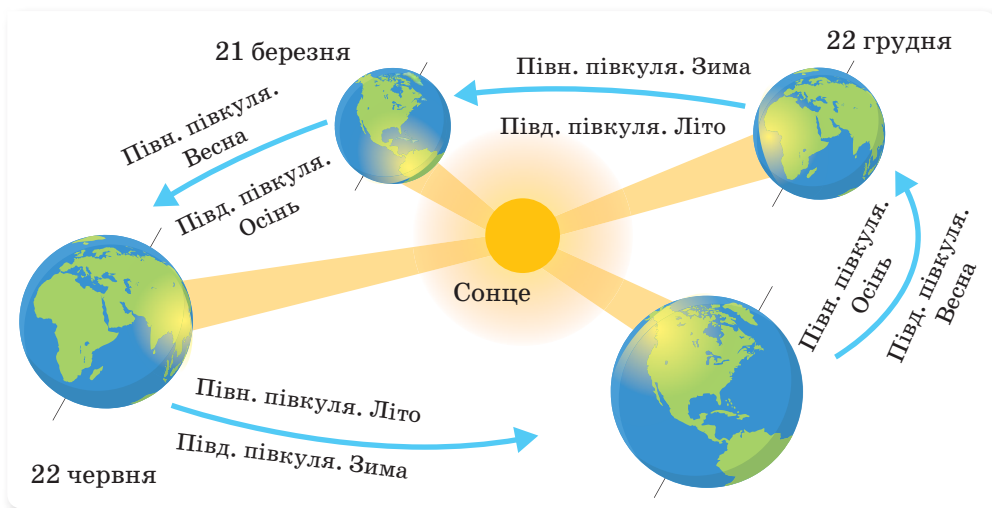 21 березня
22 грудня
Півн. півкуля. Зима
Півд. півкуля. Літо
Півн. півкуля.
Весна
Півд. півкуля.
Осінь
Сонце
Півн. півкуля.
Осінь
Півд. півкуля.
Весна
Півн. півкуля. Літо
Півд. півкуля. Зима
22 червня